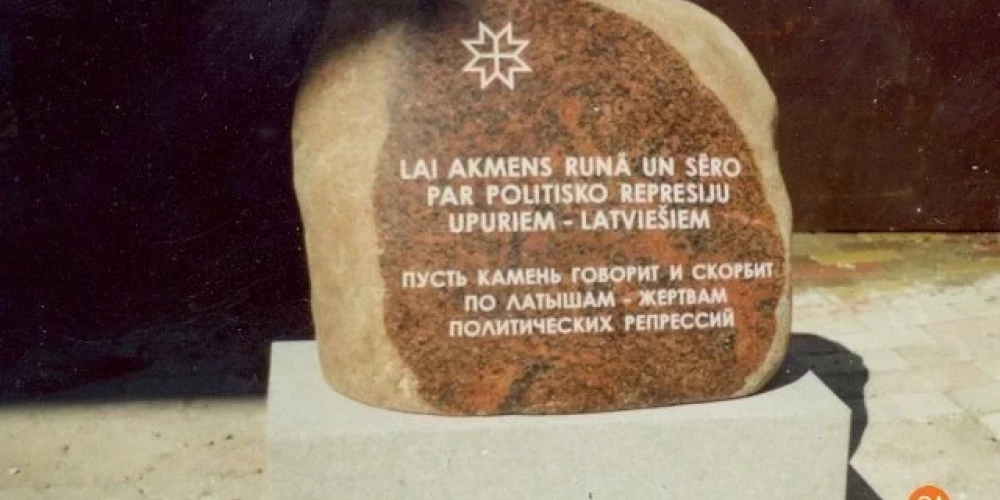 LAI AKMENS RUNĀ UN SĒRO
PAR POLITISKO REPRESIJU
UPURIEM - LATVIEŠIEM
ПУСТЬ КАМЕНЬ ГОВОРИТ И СКОРБИТ
ПО ЛАТЫШАМ - ЖЕРТВАМ
ПОЛИТИЧЕСКИХ РЕПРЕССИЙ